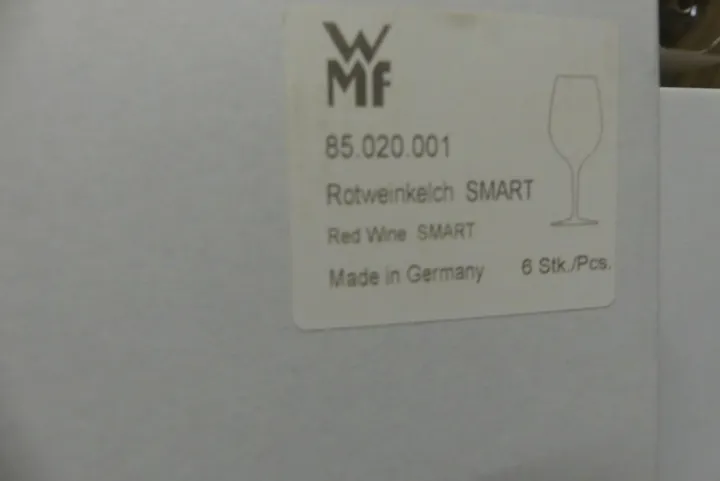 WMF
85.020.001
Rotweinkelch SMART
Red Wine SMART
Made in Germany 6 Stk./Pcs.